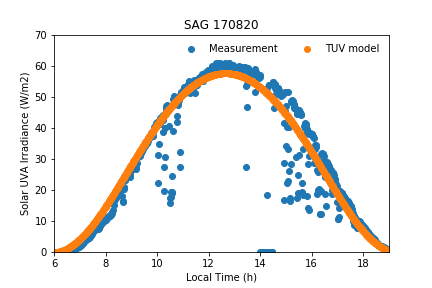 SAG 170820
Measurement TUV model
Solar UVA Irradiance (W/m2)
70
60
50
40
30
20
10
0
6 8 10 12 14 16 18
Local Time (h)